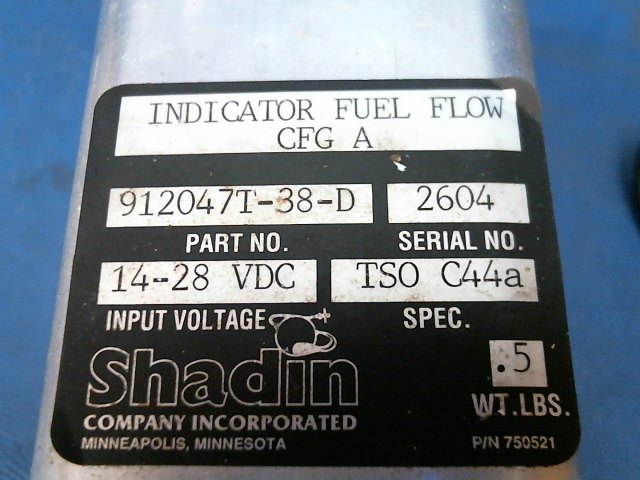 INDICATOR FUEL FLOW
CFG A
912047T-38-D 2604
PART NO. SERIAL NO.
14-28 VDC TSO C44a
INPUT VOLTAGE SPEC.
.5
Shadin
WT.LBS.
COMPANY INCORPORATED
MINNEAPOLIS, MINNESOTA P/N 750521